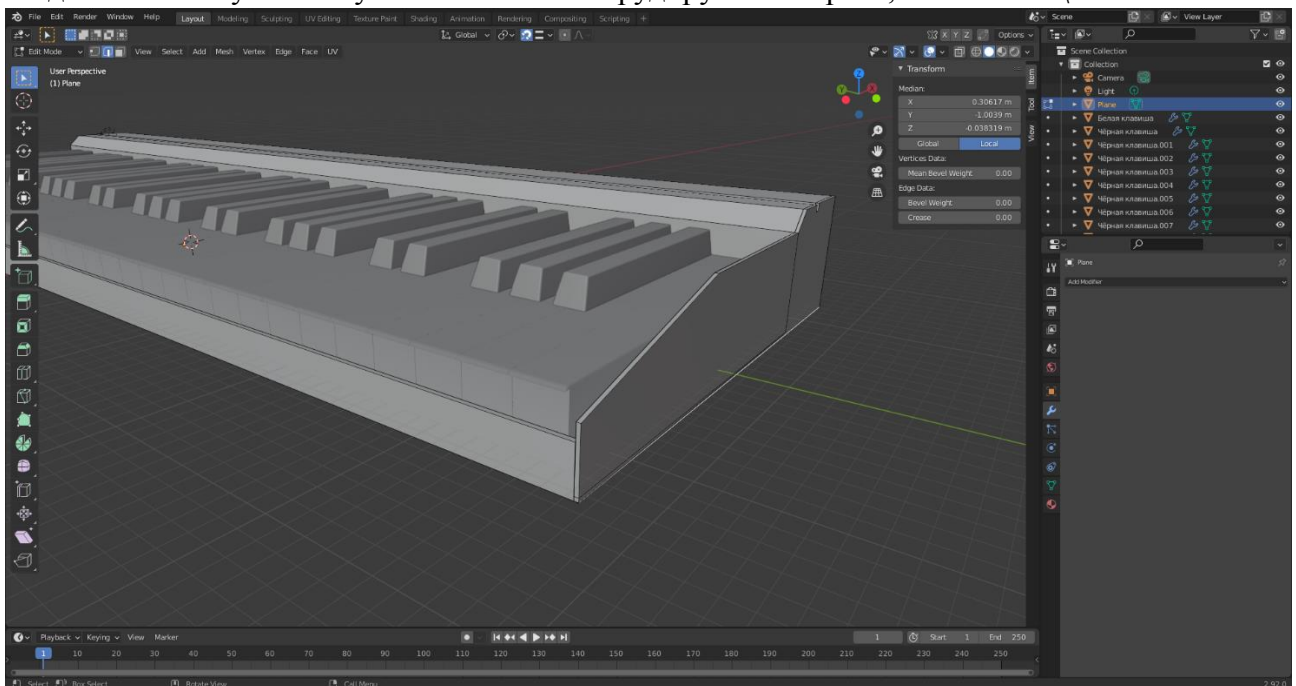 File Edit Render Window Help Layout Modeling Sculpting UV Editing Texture Paint Shading Animation Rendering Compositing Scripting + Scene View Layer
Global X Y Z Options
Edit Mode View Select Add Mesh Vertex Edge Face UV
User Perspective
(1) Plane
Transform
Median:
X 0.30617 m
Y -1.0039 m
Z -0.038319 m
Global Local
Vertices Data:
Mean Bevel Weight 0.00
Edge Data:
Bevel Weight 0.00
Crease 0.00
Item
Tool
View
Scene Collection
Collection
Camera
Light
Plane
Белая клавиша
Чёрная клавиша
Чёрная клавиша.001
Чёрная клавиша.002
Чёрная клавиша.003
Чёрная клавиша.004
Чёрная клавиша.005
Чёрная клавиша.006
Чёрная клавиша.007
Plane
Add Modifier
Playback Keying View Marker 1 Start 1 End 250
1 10 20 30 40 50 60 70 80 90 100 110 120 130 140 150 160 170 180 190 200 210 220 230 240 250
Select Box Select Rotate View Call Menu 2.92.0